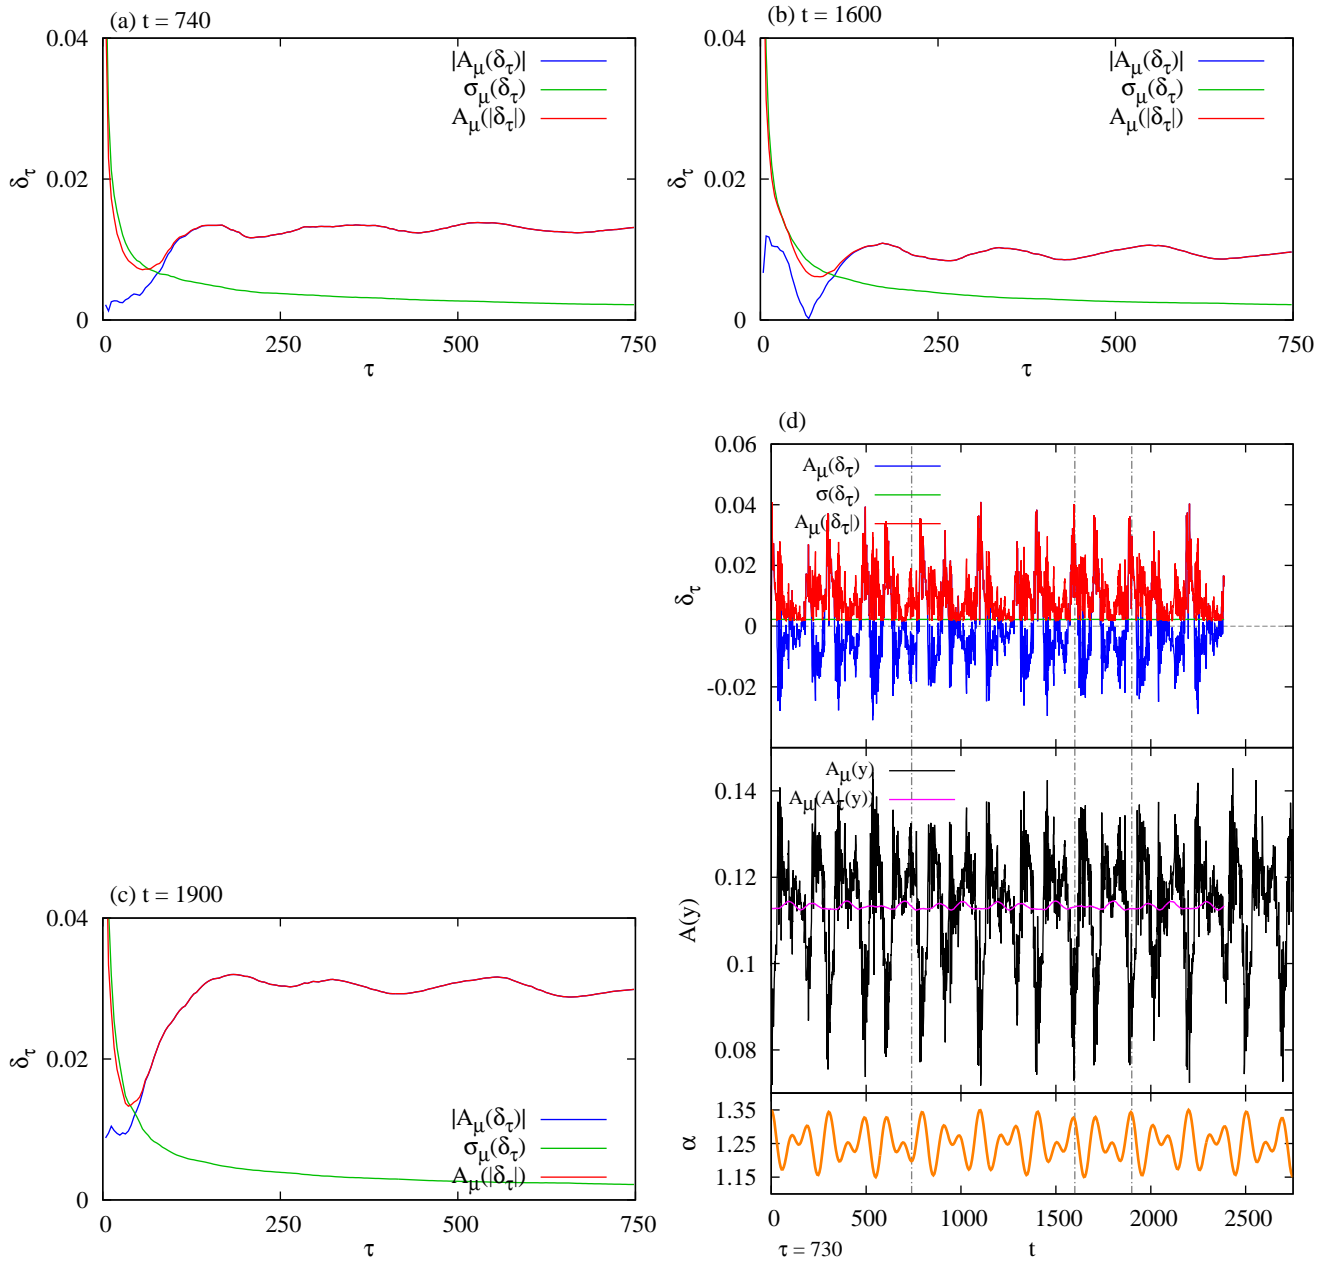 (a) t = 740
0.04
0.02
0
δτ
|Aμ(δτ)|
σμ(δτ)
Aμ(|δτ|)
0 250 500 750
τ
(b) t = 1600
0.04
0.02
0
δτ
|Aμ(δτ)|
σμ(δτ)
Aμ(|δτ|)
0 250 500 750
τ
(c) t = 1900
0.04
0.02
0
δτ
|Aμ(δτ)|
σμ(δτ)
Aμ(|δτ|)
0 250 500 750
τ
(d)
0.06
0.04
0.02
0
-0.02
δτ
Aμ(δτ)
σ(δτ)
Aμ(δτ|)
0.14
0.12
0.1
0.08
A(y)
Aμ(y)
Aμ(Aτ(y))
1.35
1.25
1.15
α
0 500 1000 1500 2000 2500
τ = 730
t